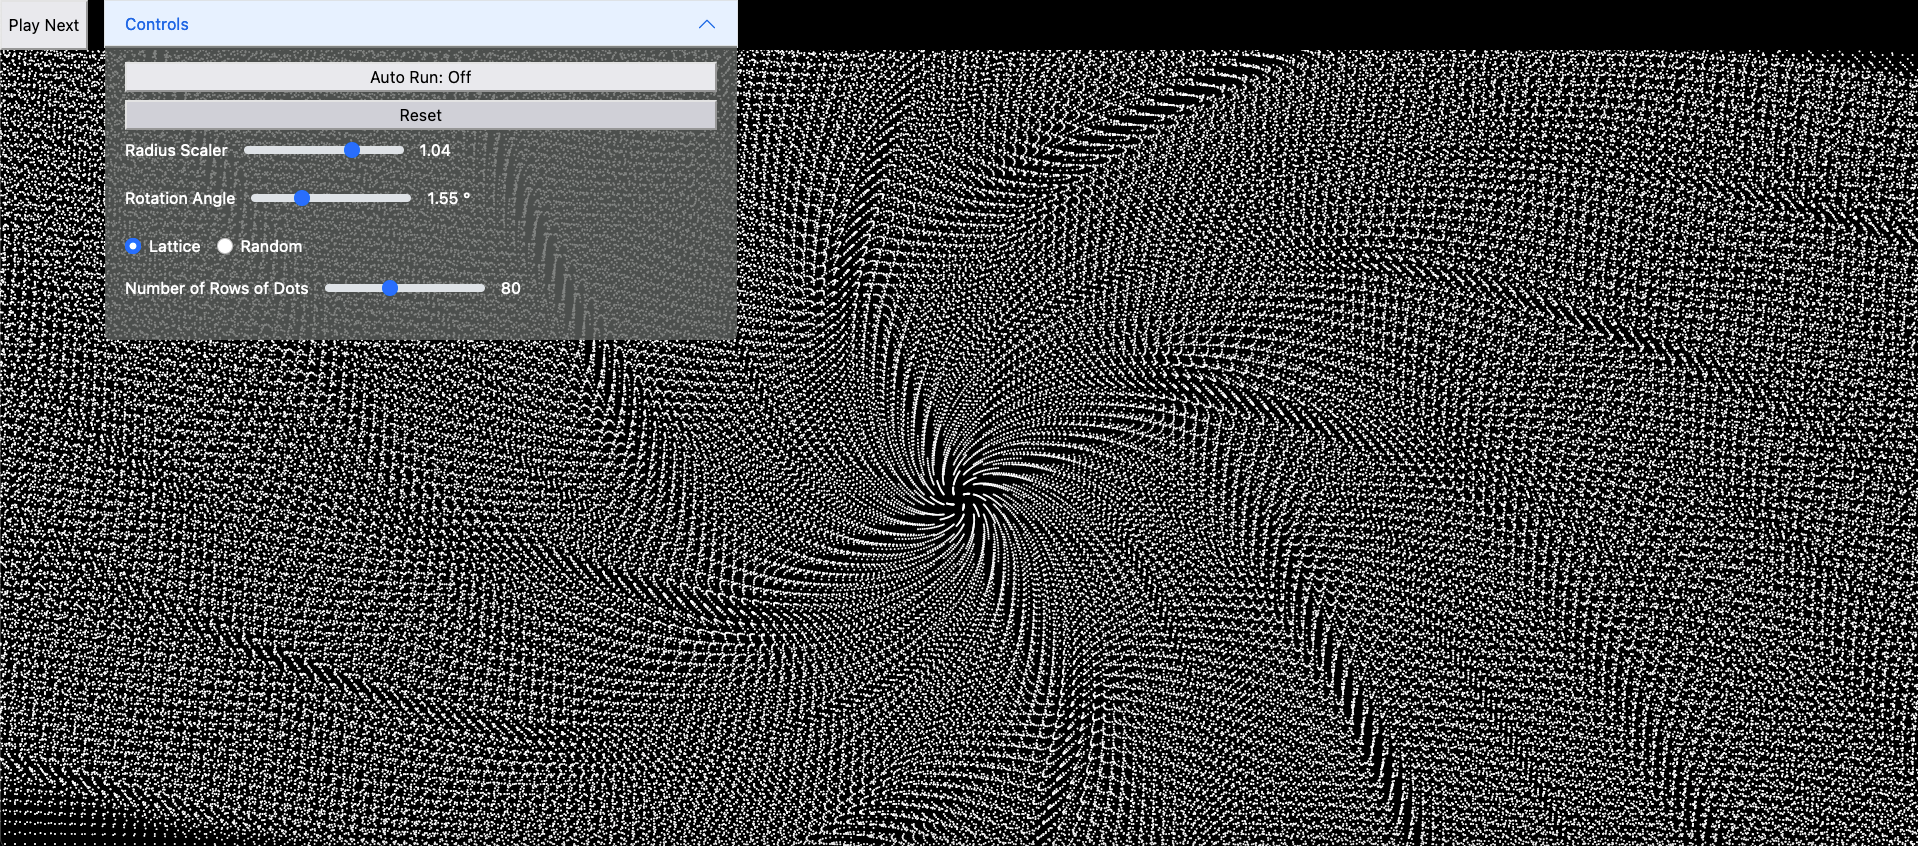 Play Next
Controls
Auto Run: Off
Reset
Radius Scaler 1.04
Rotation Angle 1.55 °
Lattice Random
Number of Rows of Dots 80